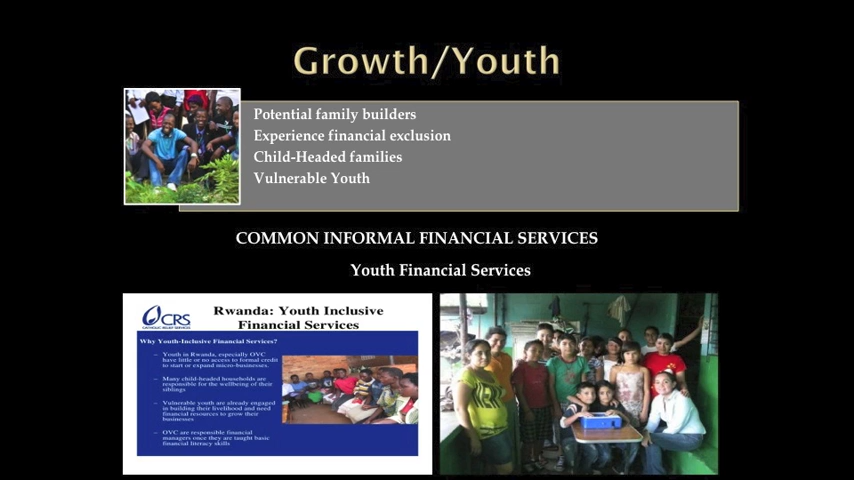 Growth/Youth
Potential family builders
Experience financial exclusion
Child-Headed families
Vulnerable Youth
COMMON INFORMAL FINANCIAL SERVICES
Youth Financial Services
CRS
CATHOLIC RELIEF SERVICES
Rwanda: Youth Inclusive
Financial Services
Why Youth-Inclusive Financial Services?
– Youth in Rwanda, especially OVC
have little or no access to formal credit
to start or expand micro-businesses.
– Many child-headed households are
responsible for the wellbeing of their
siblings
– Vulnerable youth are already engaged
in building their livelihood and need
financial resources to grow their
businesses
– OVC are responsible financial
managers once they are taught basic
financial literacy skills